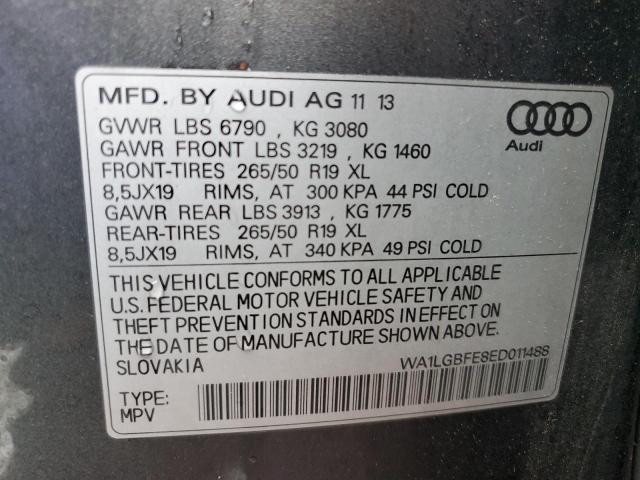 MFD. BY AUDI AG 11 13
GVWR LBS 6790 , KG 3080
GAWR FRONT LBS 3219 , KG 1460
FRONT-TIRES 265/50 R19 XL
8,5JX19 RIMS, AT 300 KPA 44 PSI COLD
GAWR REAR LBS 3913 , KG 1775
REAR-TIRES 265/50 R19 XL
8,5JX19 RIMS, AT 340 KPA 49 PSI COLD
Audi
THIS VEHICLE CONFORMS TO ALL APPLICABLE
U.S. FEDERAL MOTOR VEHICLE SAFETY AND
THEFT PREVENTION STANDARDS IN EFFECT ON
THE DATE OF MANUFACTURE SHOWN ABOVE.
SLOVAKIA
WA1LGBFE8ED011488
TYPE:
MPV